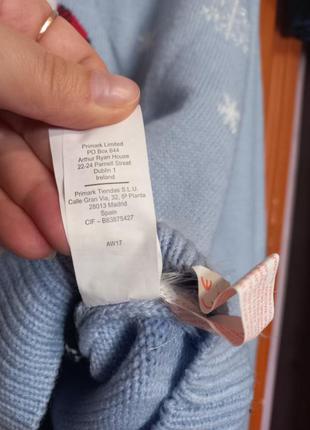 Primark Limited
PO Box 644
Arthur Ryan House
22-24 Parnell Street
Dublin 1
Ireland
Primark Tiendas S.L.U.
Calle Gran Via, 32, 5ª Planta
28013 Madrid
Spain
CIF - B83875427
AW17